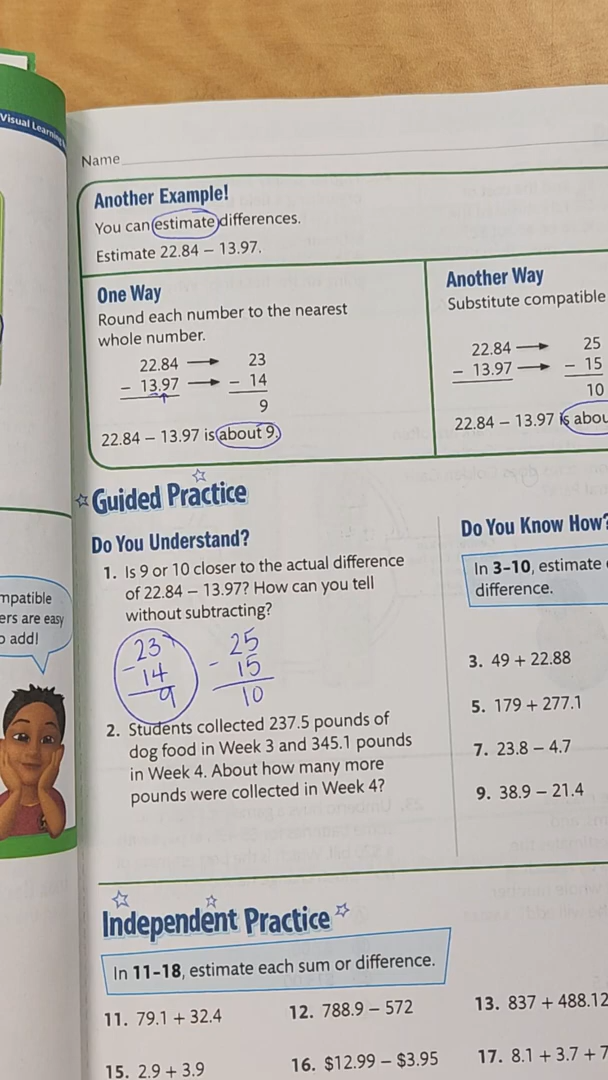 Visual Learning
Name
Another Example!
You can estimate differences.
Estimate 22.84 – 13.97.
One Way
Round each number to the nearest
whole number.
22.84 → 23
– 13.97 → – 14
9
22.84 – 13.97 is about 9.
Another Way
Substitute compatible
22.84 → 25
– 13.97 → – 15
10
22.84 – 13.97 is abou
Guided Practice
Do You Understand?
1. Is 9 or 10 closer to the actual difference
of 22.84 – 13.97? How can you tell
without subtracting?
23
– 14
9
25
– 15
10
2. Students collected 237.5 pounds of
dog food in Week 3 and 345.1 pounds
in Week 4. About how many more
pounds were collected in Week 4?
Do You Know How?
In 3–10, estimate
difference.
3. 49 + 22.88
5. 179 + 277.1
7. 23.8 – 4.7
9. 38.9 – 21.4
mpatible
ers are easy
o add!
Independent Practice
In 11–18, estimate each sum or difference.
11. 79.1 + 32.4
12. 788.9 – 572
13. 837 + 488.12
15. 2.9 + 3.9
16. $12.99 – $3.95
17. 8.1 + 3.7 + 7